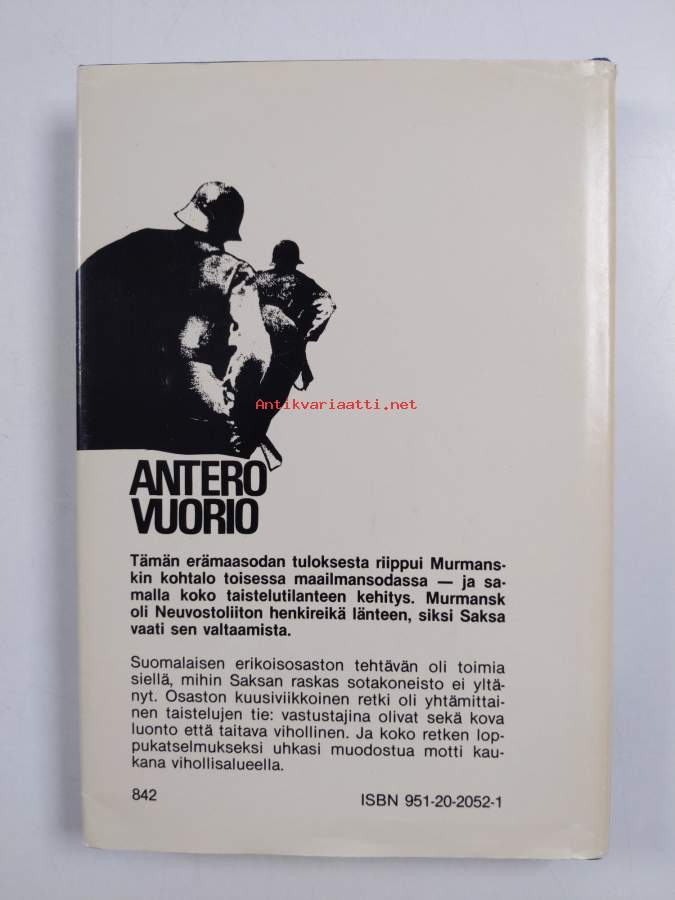 Antikvariaatti.net
ANTERO
VUORIO
Tämän erämaasodan tuloksesta riippui Murmans-
kin kohtalo toisessa maailmansodassa — ja sa-
malla koko taistelutilanteen kehitys. Murmansk
oli Neuvostoliiton henkireikä länteen, siksi Saksa
vaati sen valtaamista.
Suomalaisen erikoisosaston tehtävän oli toimia
siellä, mihin Saksan raskas sotakoneisto ei yltä-
nyt. Osaston kuusiviikkoinen retki oli yhtämittai-
nen taistelujen tie: vastustajina olivat sekä kova
luonto että taitava vihollinen. Ja koko retken lop-
pukatselmukseksi uhkasi muodostua motti kau-
kana vihollisalueella.
842 ISBN 951-20-2052-1